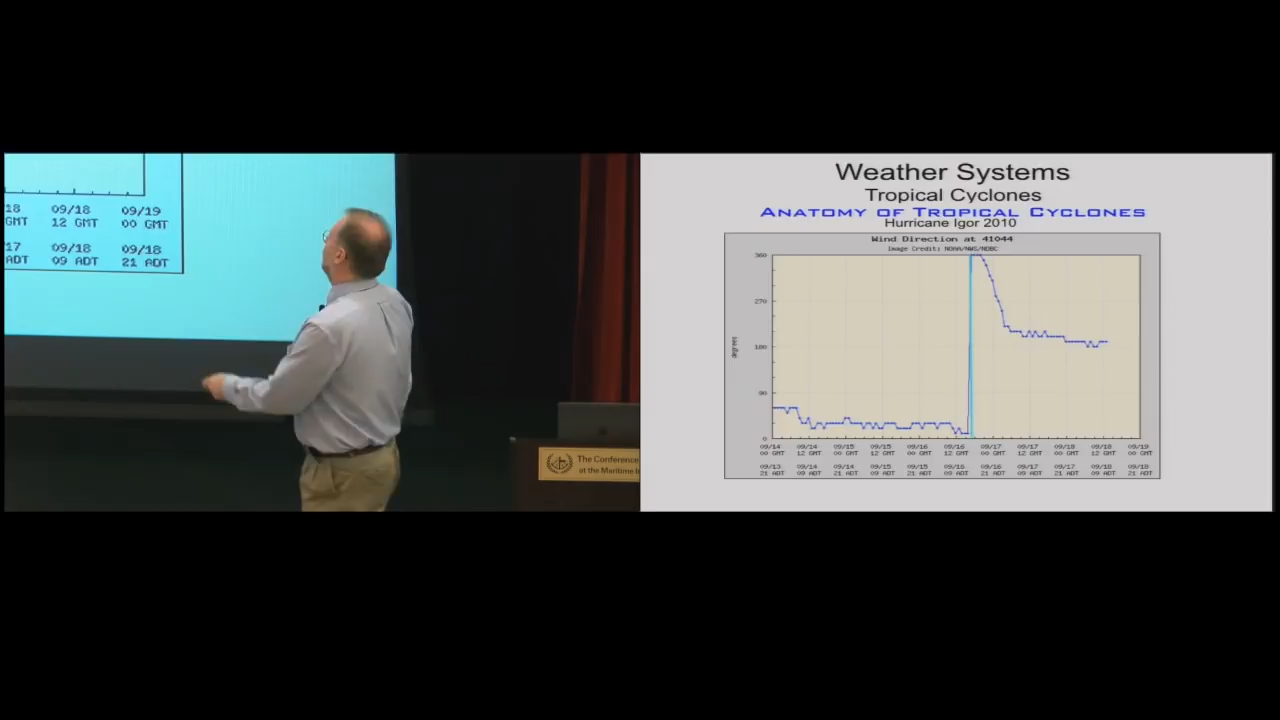 18 09/18 09/19
GMT 12 GMT 00 GMT
17 09/18 09/18
ADT 09 ADT 21 ADT
The Conference
at the Maritime I
Weather Systems
Tropical Cyclones
Anatomy of Tropical Cyclones
Hurricane Igor 2010
Wind Direction at 41044
Image Credit: NOAA/NWS/NDBC
360
270
180
90
0
degrees
09/14 09/14 09/15 09/15 09/16 09/16 09/17 09/17 09/18 09/18 09/19
00 GMT 12 GMT 00 GMT 12 GMT 00 GMT 12 GMT 00 GMT 12 GMT 00 GMT 12 GMT 00 GMT
09/13 09/14 09/14 09/15 09/15 09/16 09/16 09/17 09/17 09/18 09/18
21 ADT 09 ADT 21 ADT 09 ADT 21 ADT 09 ADT 21 ADT 09 ADT 21 ADT 09 ADT 21 ADT